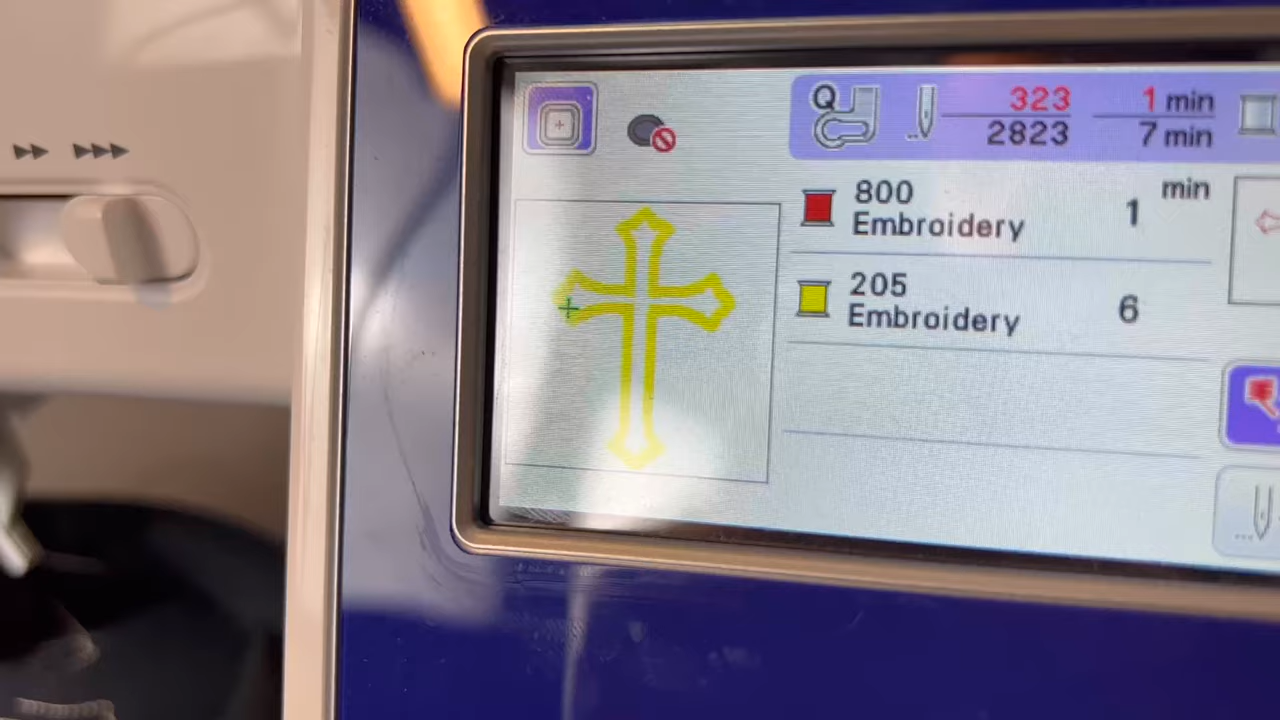 Q 323 1 min
2823 7 min
min
800
Embroidery 1
205
Embroidery 6